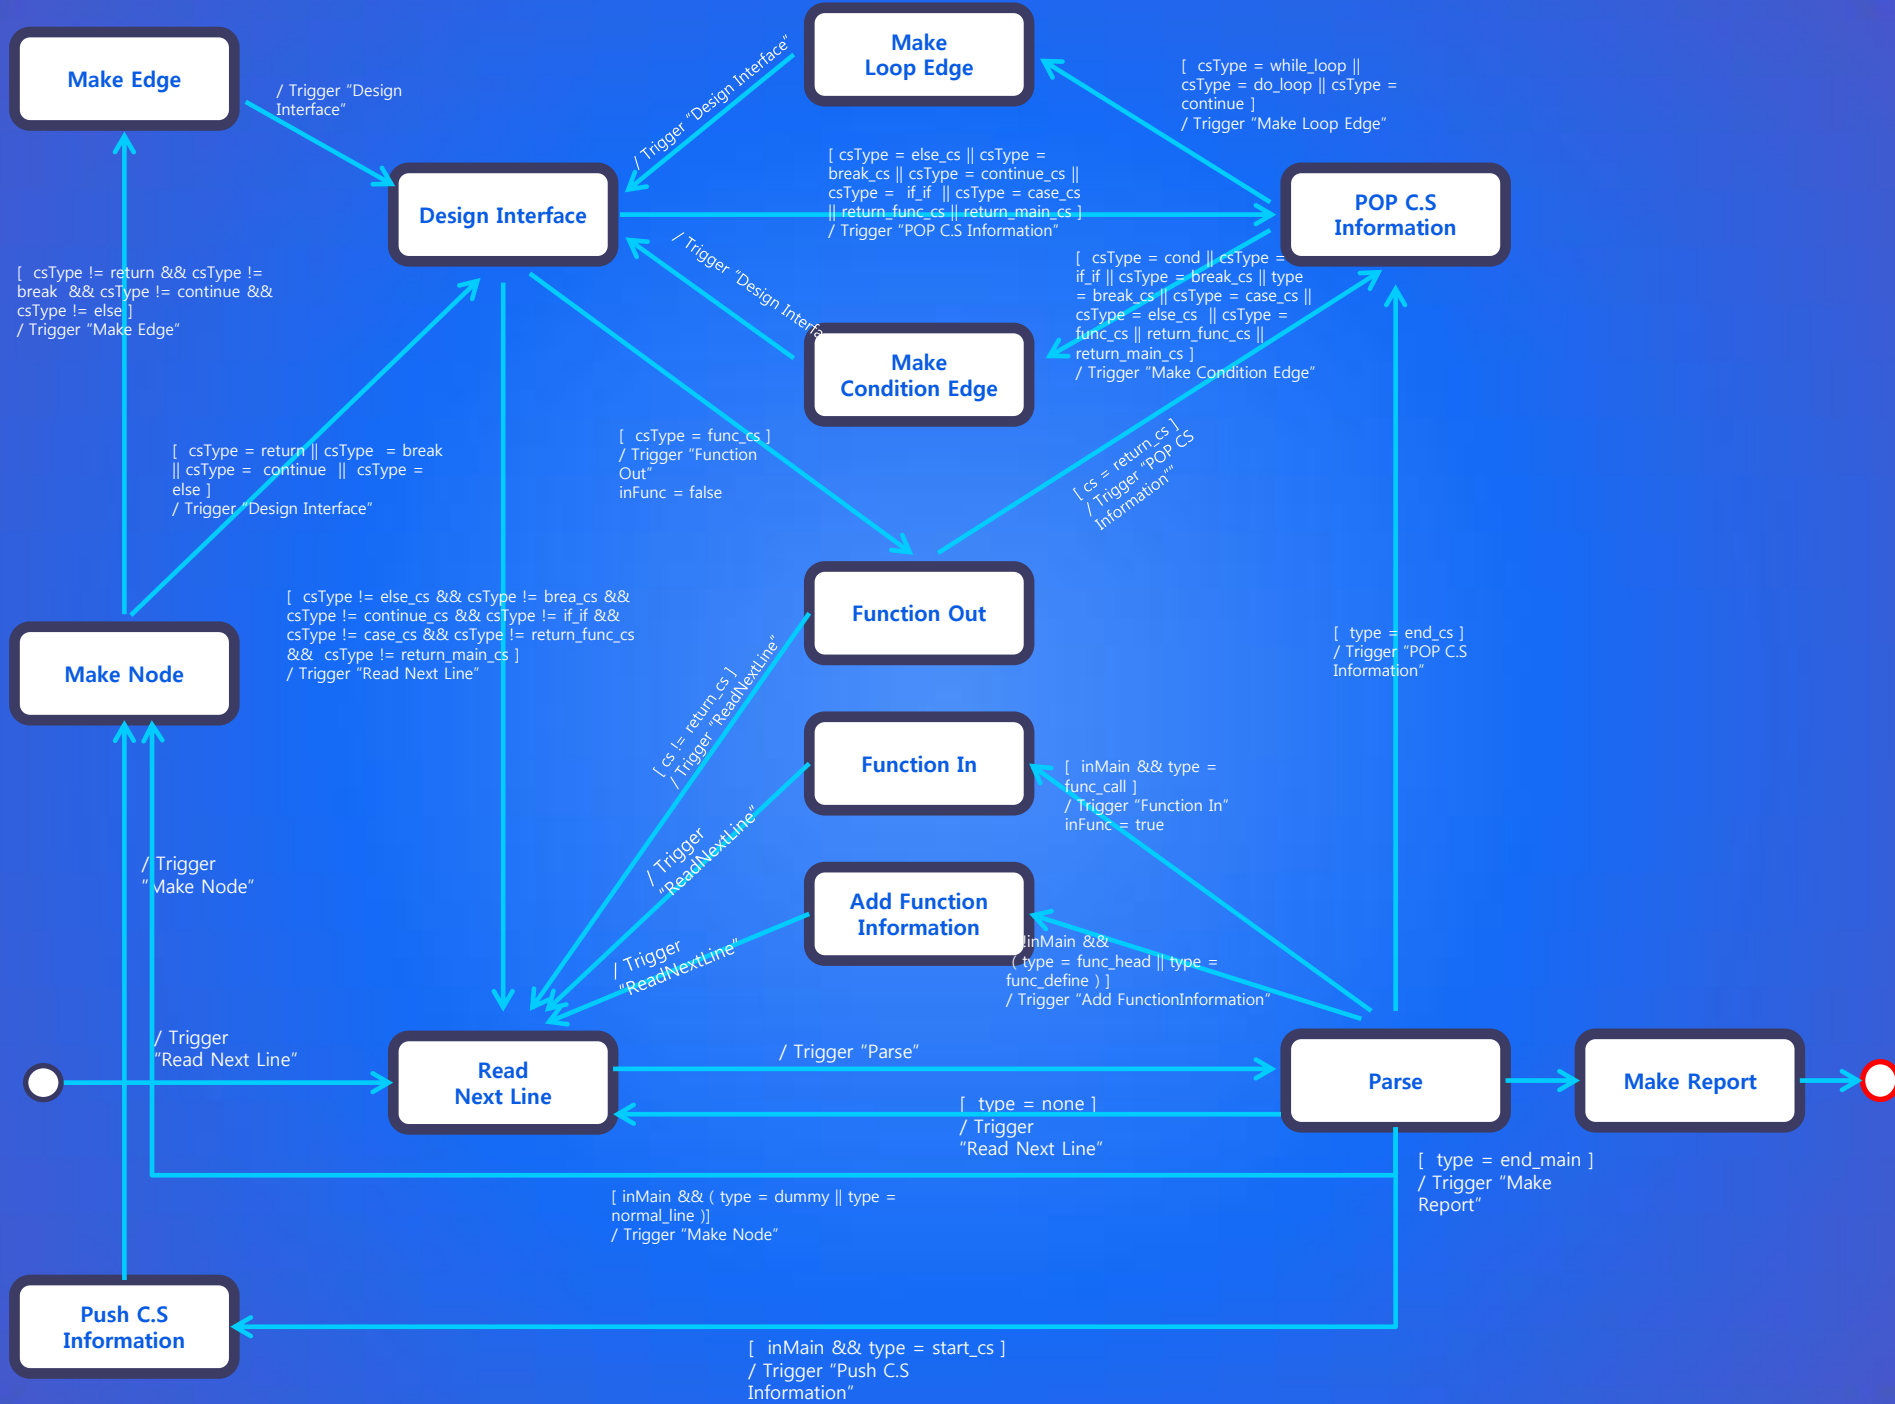 Make
Loop Edge
Make Edge
/ Trigger "Design
Interface"
/ Trigger "Design Interface"
[  csType = while_loop ||
csType = do_loop || csType =
continue ]
/ Trigger "Make Loop Edge"
Design Interface
[ csType = else_cs || csType =
break_cs || csType = continue_cs ||
csType =  if_if  || csType = case_cs
|| return_func_cs || return_main_cs ]
/ Trigger "POP C.S Information"
POP C.S
Information
/ Trigger "Design Interfa
[  csType = cond || csType =
if_if || csType = break_cs || type
= break_cs || csType = case_cs ||
csType = else_cs  || csType =
func_cs || return_func_cs ||
return_main_cs ]
/ Trigger "Make Condition Edge"
[  csType != return && csType !=
break  && csType != continue &&
csType != else ]
/ Trigger "Make Edge"
Make
Condition Edge
[  csType = return || csType  = break
|| csType =  continue  ||  csType =
else ]
/ Trigger "Design Interface"
[  csType = func_cs ]
/ Trigger "Function
Out"
inFunc = false
[ cs = return_cs ]
/ Trigger "POP CS
Information""
[  csType != else_cs && csType != brea_cs &&
csType != continue_cs && csType != if_if &&
csType != case_cs && csType != return_func_cs
&&  csType != return_main_cs ]
/ Trigger "Read Next Line"
Function Out
Make Node
[ cs != return_cs ]
/ Trigger "ReadNextLine"
[  type = end_cs ]
/ Trigger "POP C.S
Information"
Function In
[  inMain && type =
func_call ]
/ Trigger "Function In"
inFunc = true
/ Trigger
"Make Node"
/ Trigger
"ReadNextLine"
Add Function
Information
/ Trigger
"ReadNextLine"
!inMain &&
( type = func_head || type =
func_define ) ]
/ Trigger "Add FunctionInformation"
/ Trigger
"Read Next Line"
Read
Next Line
/ Trigger "Parse"
Parse
Make Report
[  type = none ]
/ Trigger
"Read Next Line"
[  type = end_main ]
/ Trigger "Make
Report"
[ inMain && ( type = dummy || type =
normal_line )]
/ Trigger "Make Node"
Push C.S
Information
[  inMain && type = start_cs ]
/ Trigger "Push C.S
Information"